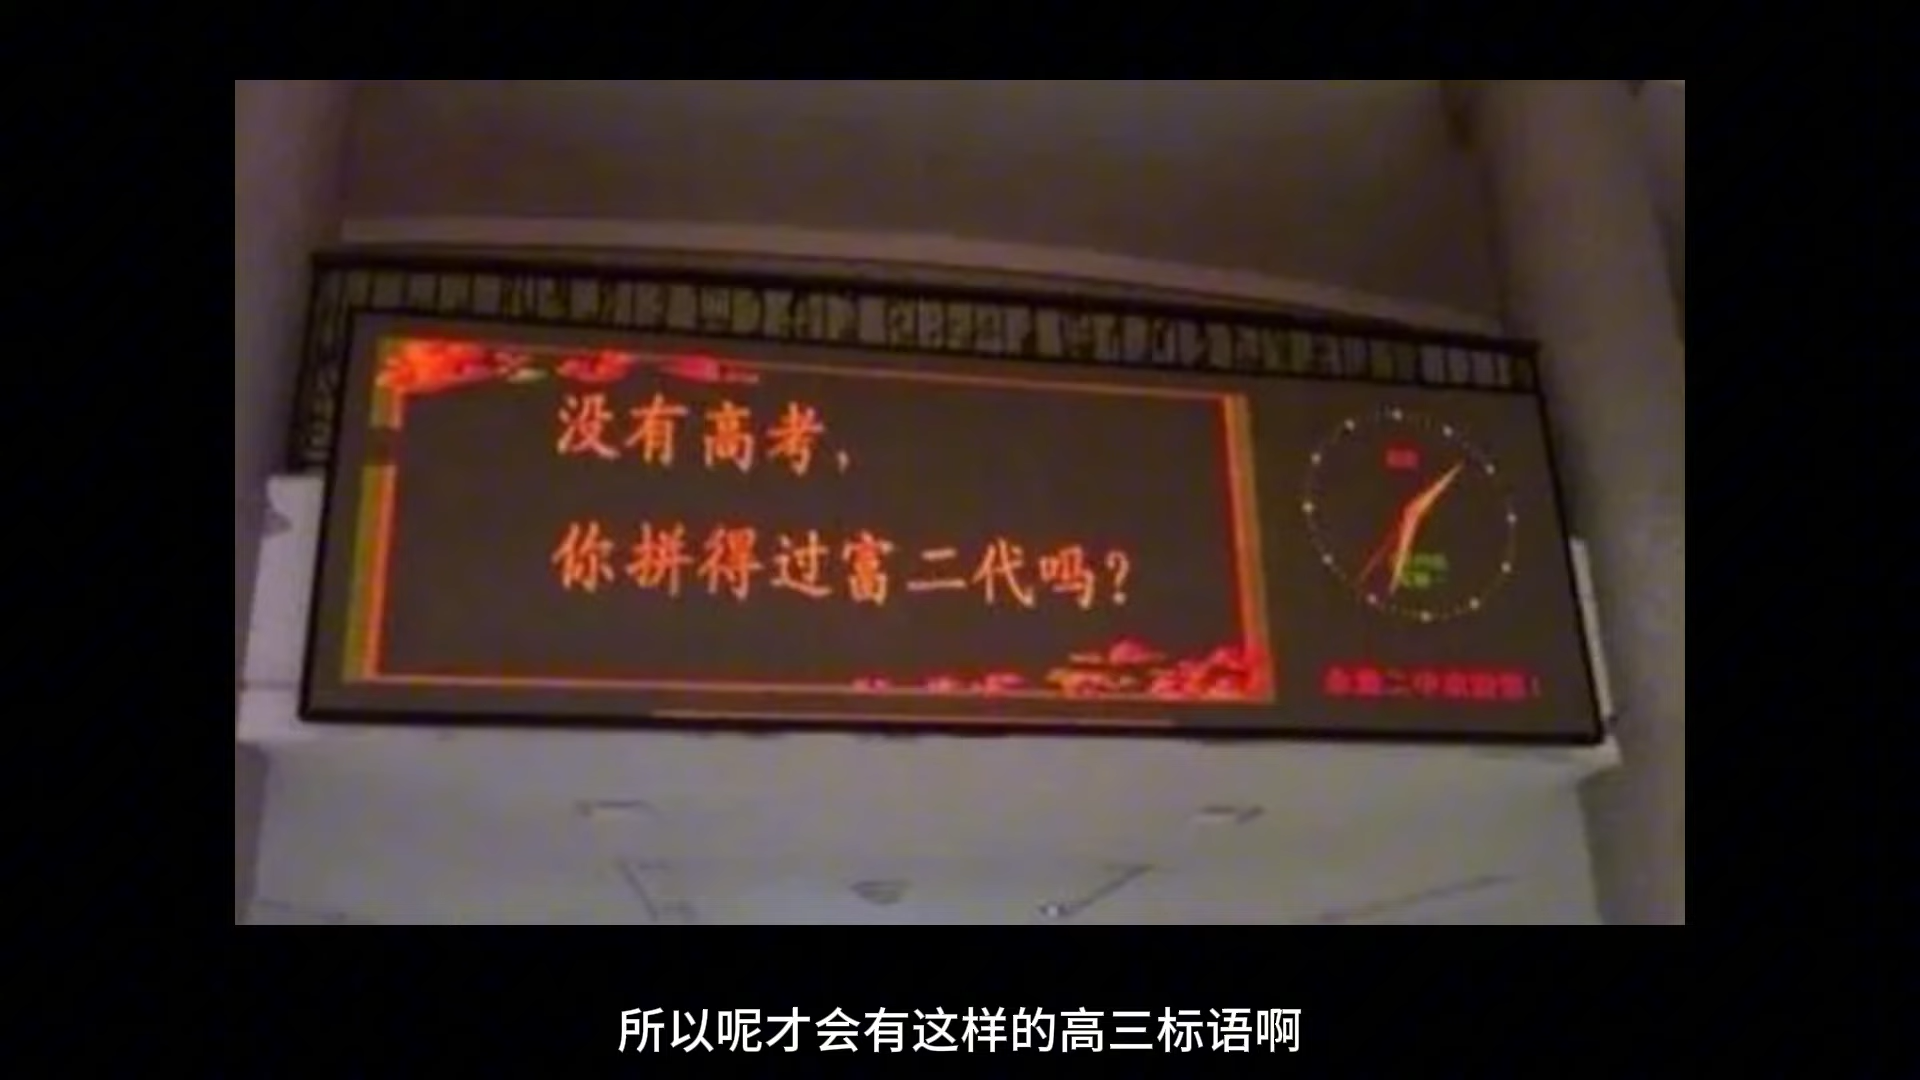 没有高考，
你拼得过富二代吗？
所以呢才会有这样的高三标语啊